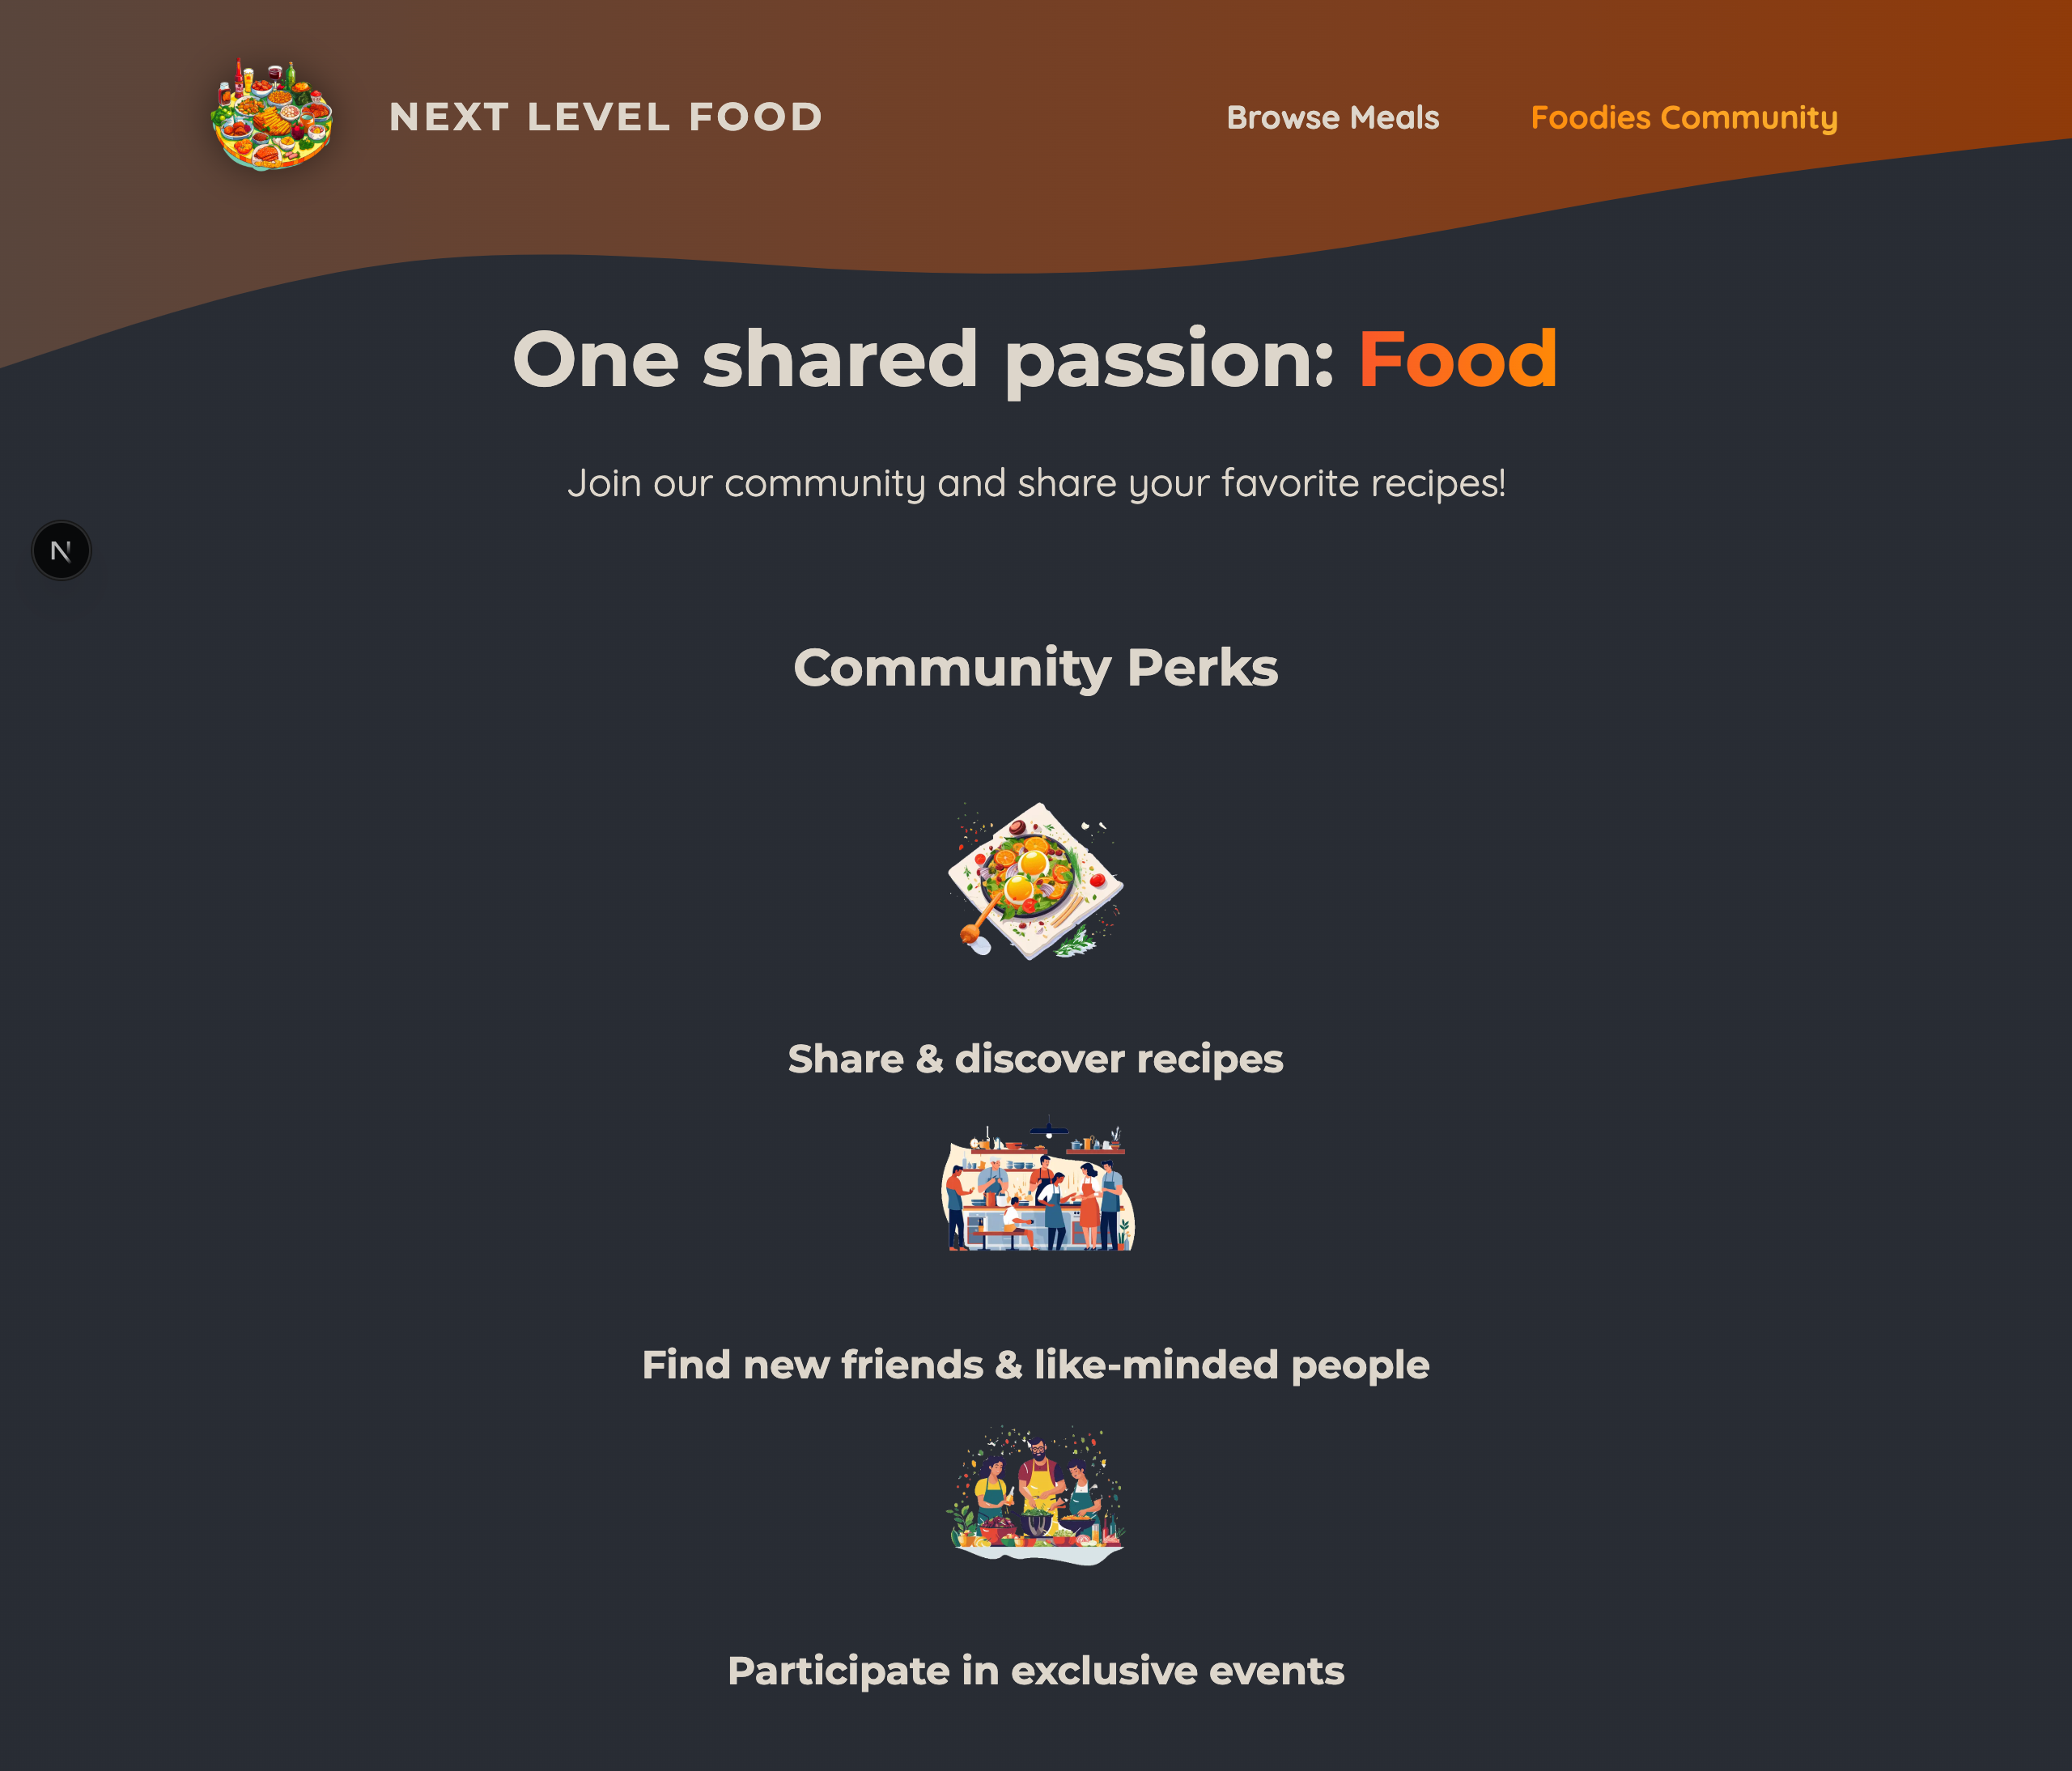 NEXT LEVEL FOOD
Browse Meals
Foodies Community
One shared passion: Food
Join our community and share your favorite recipes!
N
Community Perks
Share & discover recipes
Find new friends & like-minded people
Participate in exclusive events